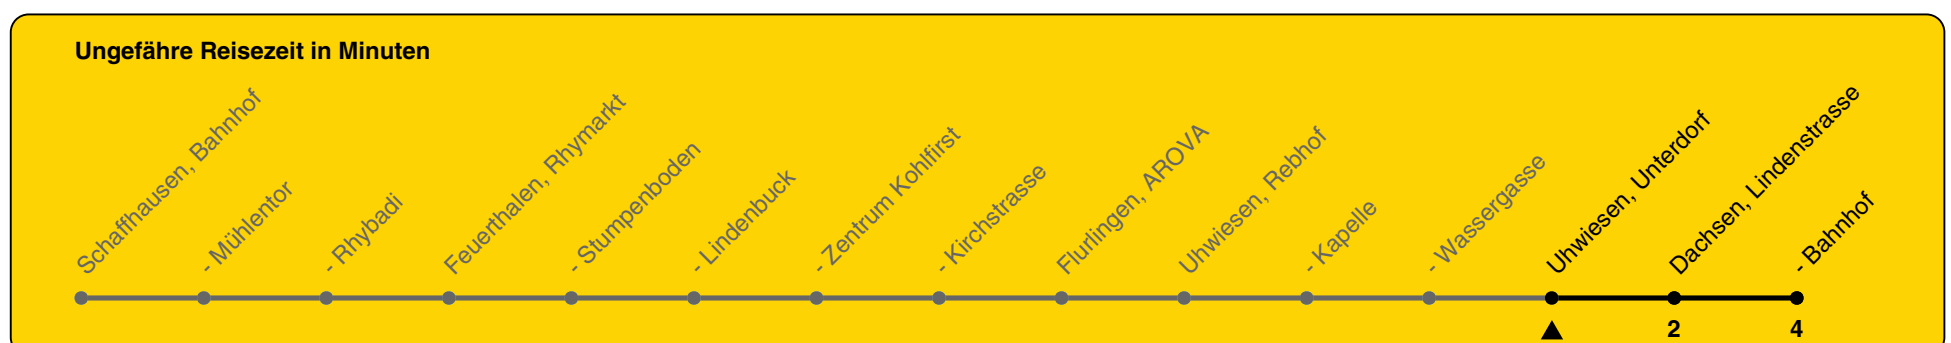 Ungefähre Reisezeit in Minuten
Schaffhausen, Bahnhof
- Mühlentor
- Rhybadi
Feuerthalen, Rhymarkt
- Stumpenboden
- Lindenbuck
- Zentrum Kohlfirst
- Kirchstrasse
Flurlingen, AROVA
Uhwiesen, Rebhof
- Kapelle
- Wassergasse
Uhwiesen, Unterdorf
Dachsen, Lindenstrasse
- Bahnhof
2
4